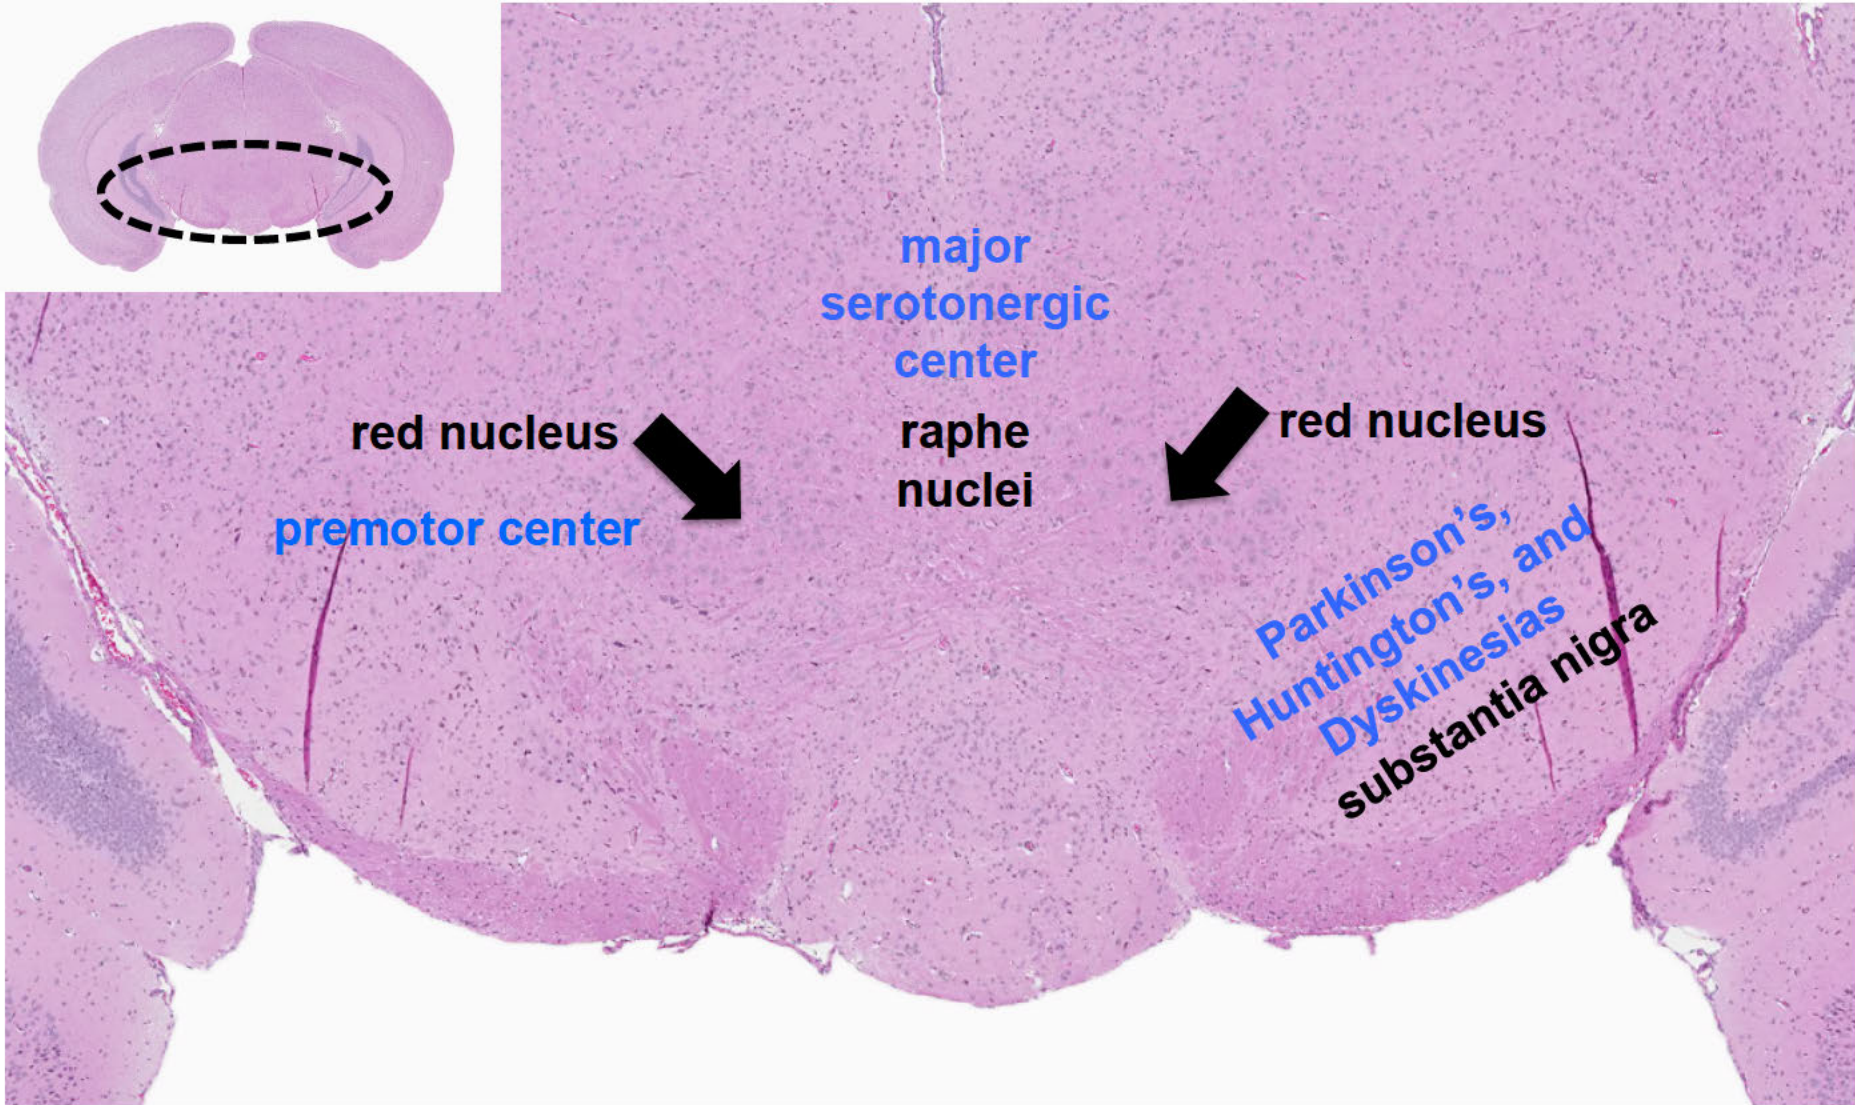 major
serotonergic
center
red nucleus
raphe
nuclei
red nucleus
premotor center
Parkinson's,
Huntington's, and
Dyskinesias
substantia nigra